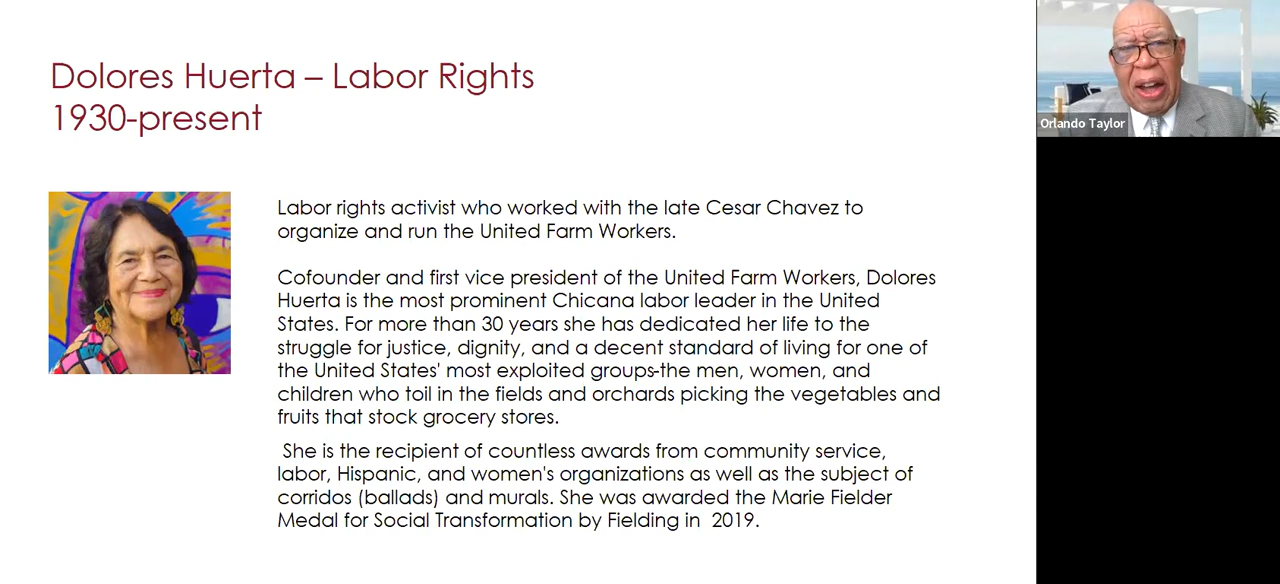 Dolores Huerta – Labor Rights
1930-present
Orlando Taylor
Labor rights activist who worked with the late Cesar Chavez to
organize and run the United Farm Workers.
Cofounder and first vice president of the United Farm Workers, Dolores
Huerta is the most prominent Chicana labor leader in the United
States. For more than 30 years she has dedicated her life to the
struggle for justice, dignity, and a decent standard of living for one of
the United States' most exploited groups-the men, women, and
children who toil in the fields and orchards picking the vegetables and
fruits that stock grocery stores.
She is the recipient of countless awards from community service,
labor, Hispanic, and women's organizations as well as the subject of
corridos (ballads) and murals. She was awarded the Marie Fielder
Medal for Social Transformation by Fielding in  2019.